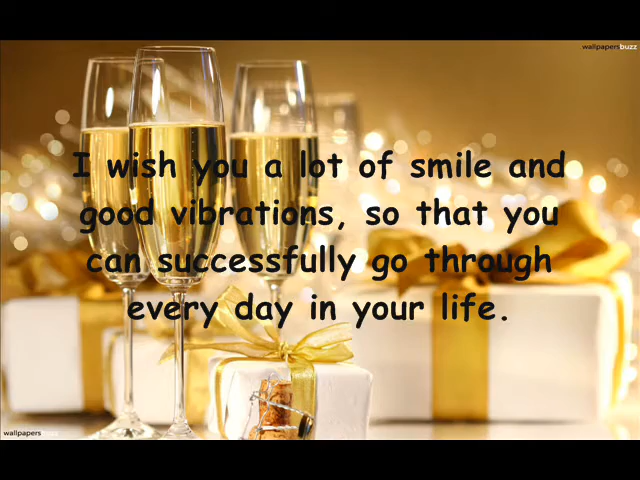 wallpapersbuzz
I wish you a lot of smile and
good vibrations, so that you
can successfully go through
every day in your life.
wallpapersbuzz